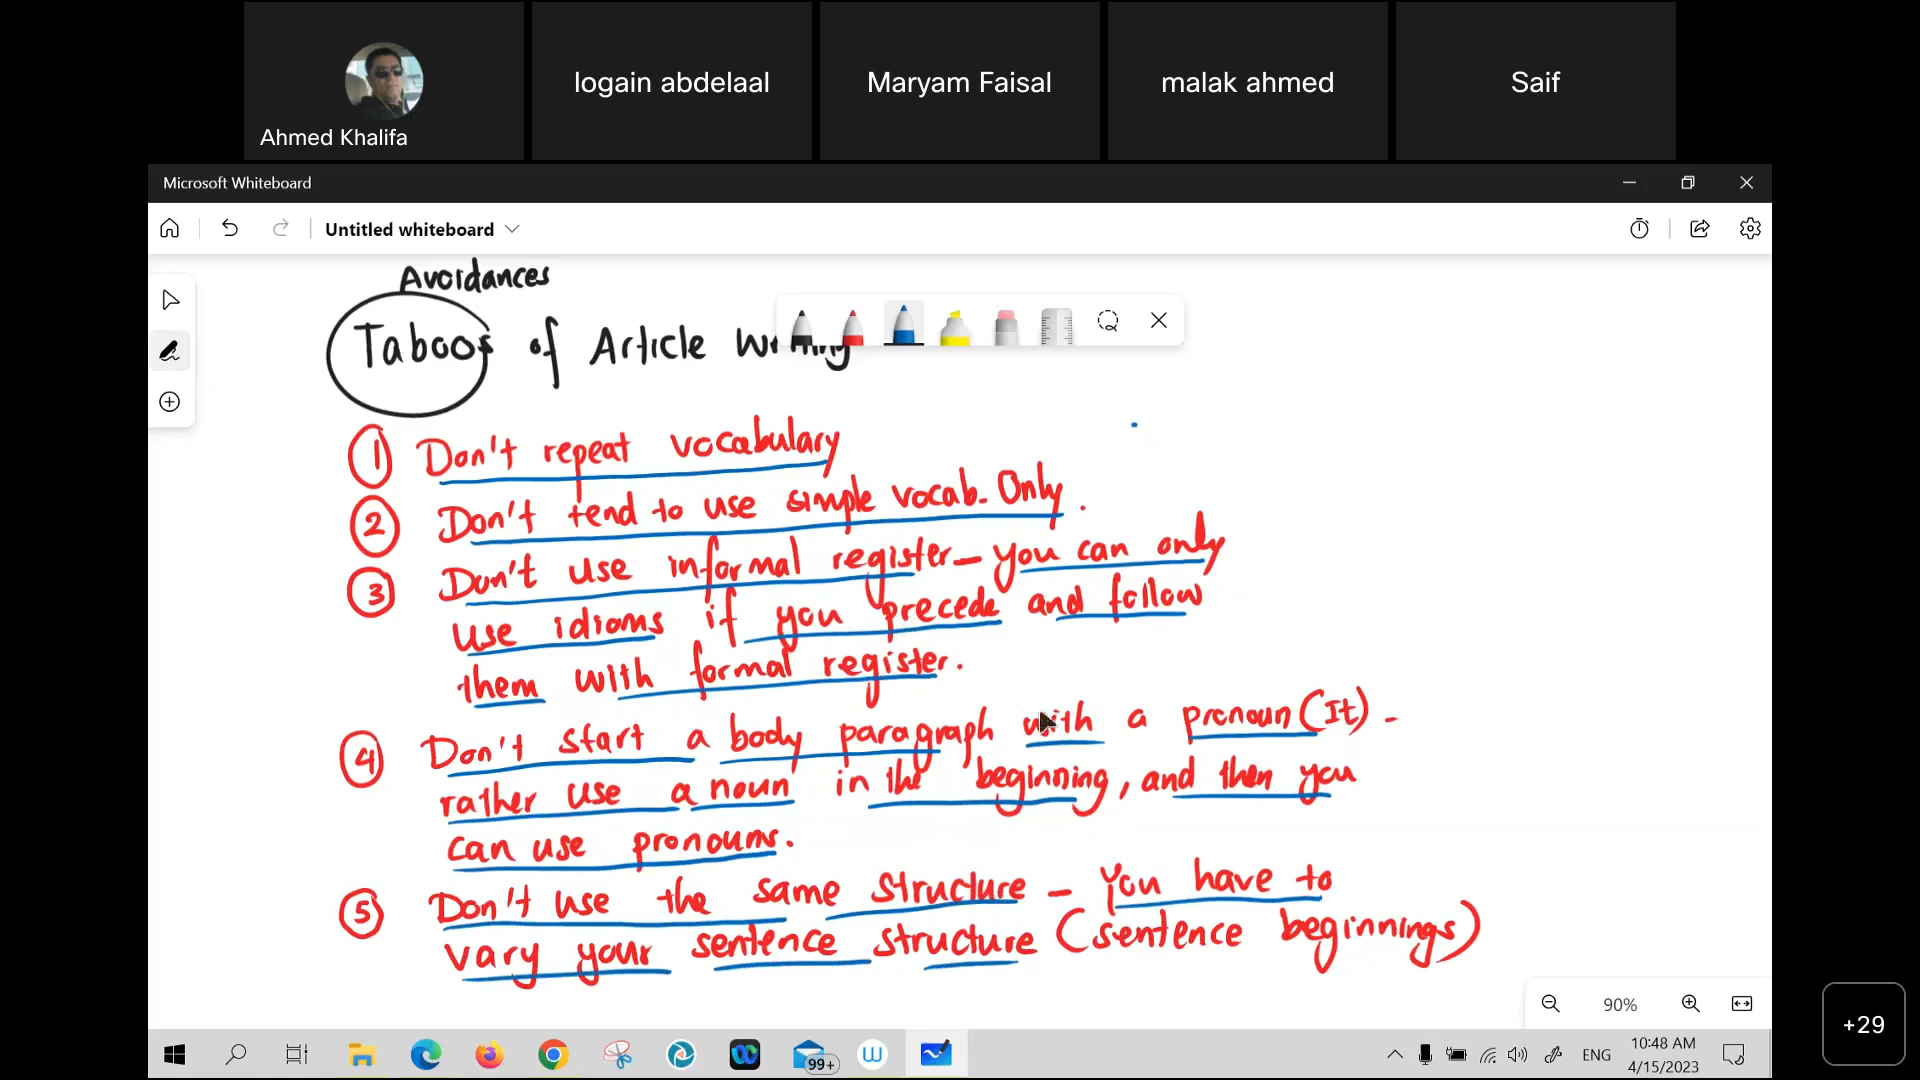 logain abdelaal
Maryam Faisal
malak ahmed
Saif
Ahmed Khalifa
Microsoft Whiteboard
Untitled whiteboard
Avoidances
Taboos of Article Writing
1 Don't repeat vocabulary
2 Don't tend to use simple vocab. Only.
3 Don't use informal register - you can only
use idioms if you precede and follow
them with formal register.
4 Don't start a body paragraph with a pronoun (It) -
rather use a noun in the beginning, and then you
can use pronouns.
5 Don't use the same structure - You have to
vary your sentence structure (sentence beginnings)
90%
+29
99+
ENG
10:48 AM
4/15/2023